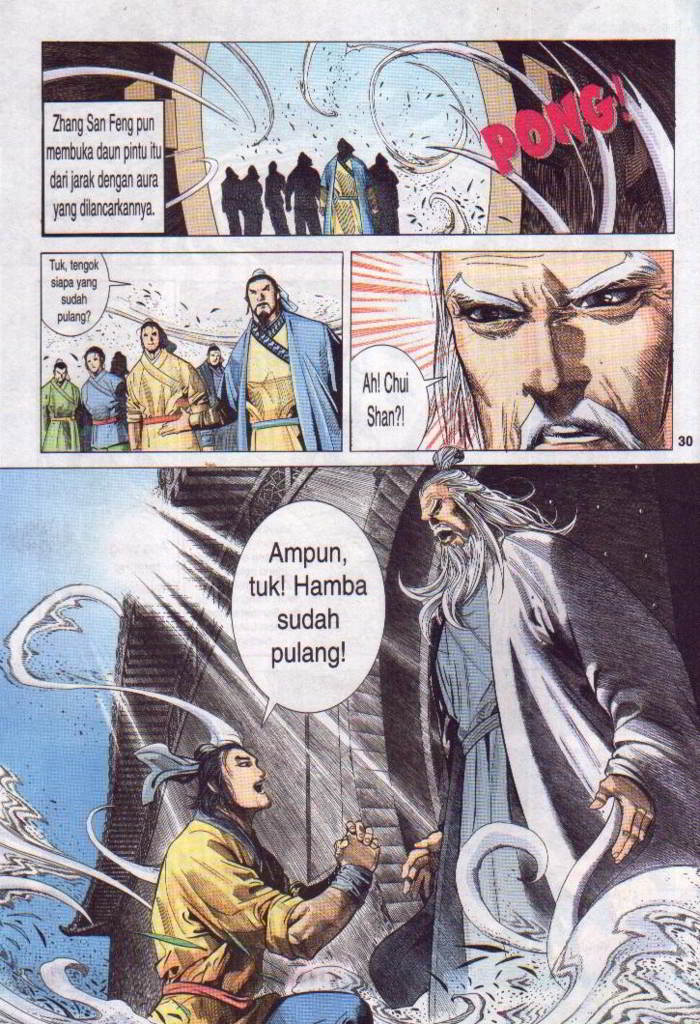 Zhang San Feng pun
membuka daun pintu itu
dari jarak dengan aura
yang dilancarkannya.
PONG!
Tuk, tengok
siapa yang
sudah
pulang?
Ah! Chui
Shan?!
30
Ampun,
tuk! Hamba
sudah
pulang!